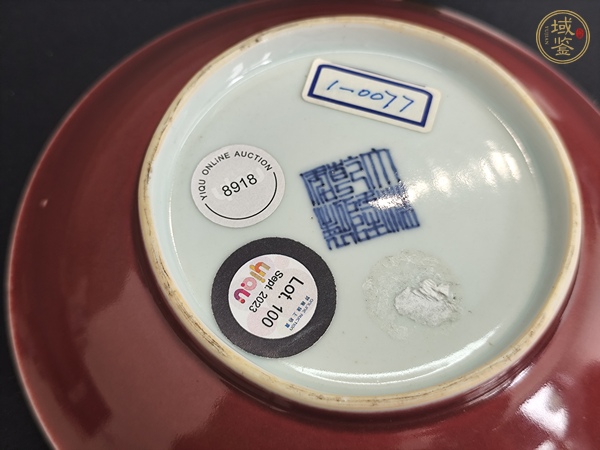 域鉴
1-0077
YIQU ONLINE AUCTION
8918
大清乾隆年製
YiQU
Sept. 2023
Lot. 100